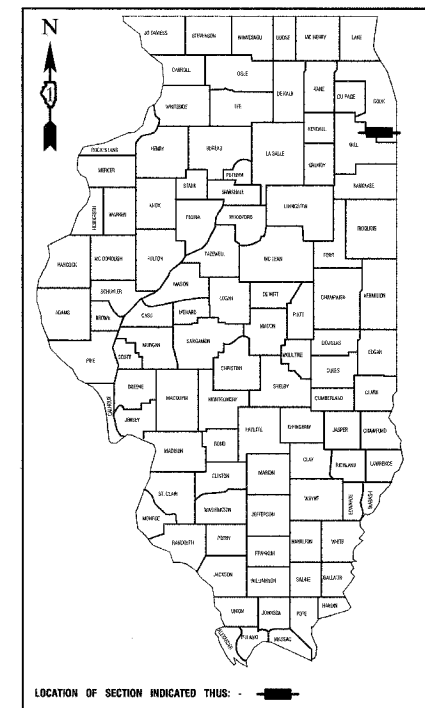 N
JO DAVIESS STEPHENSON WINNEBAGO BOONE MC HENRY LAKE
CARROLL OGLE
DE KALB KANE DU PAGE COOK
WHITESIDE LEE
KENDALL WILL
ROCK ISLAND HENRY BUREAU LA SALLE GRUNDY
MERCER PUTNAM
STARK MARSHALL KANKAKEE
HENDERSON WARREN KNOX PEORIA WOODFORD LIVINGSTON
IROQUOIS
HANCOCK MC DONOUGH FULTON TAZEWELL MC LEAN FORD
SCHUYLER MASON
ADAMS BROWN CASS MENARD LOGAN DE WITT PIATT CHAMPAIGN VERMILION
MACON
MORGAN SANGAMON DOUGLAS EDGAR
PIKE SCOTT CHRISTIAN MOULTRIE COLES
SHELBY CLARK
GREENE MACOUPIN MONTGOMERY CUMBERLAND
CALHOUN JERSEY FAYETTE EFFINGHAM JASPER CRAWFORD
MADISON BOND
CLAY RICHLAND LAWRENCE
CLINTON MARION
ST. CLAIR WAYNE EDWARDS WABASH
MONROE WASHINGTON JEFFERSON
RANDOLPH PERRY HAMILTON WHITE
FRANKLIN
JACKSON WILLIAMSON SALINE GALLATIN
UNION JOHNSON POPE HARDIN
ALEXANDER PULASKI MASSAC
LOCATION OF SECTION INDICATED THUS: -